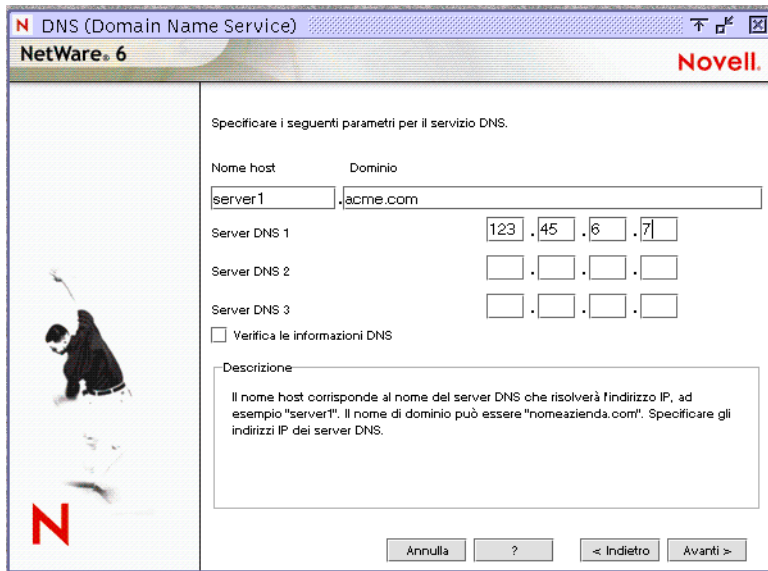 N DNS (Domain Name Service)
NetWare® 6
Novell®
Specificare i seguenti parametri per il servizio DNS.
Nome host Dominio
server1 .acme.com
Server DNS 1 123 . 45 . 6 . 7
Server DNS 2 . . .
Server DNS 3 . . .
Verifica le informazioni DNS
Descrizione
Il nome host corrisponde al nome del server DNS che risolverà l'indirizzo IP, ad
esempio "server1". Il nome di dominio può essere "nomeazienda.com". Specificare gli
indirizzi IP dei server DNS.
N
Annulla ? < Indietro Avanti >